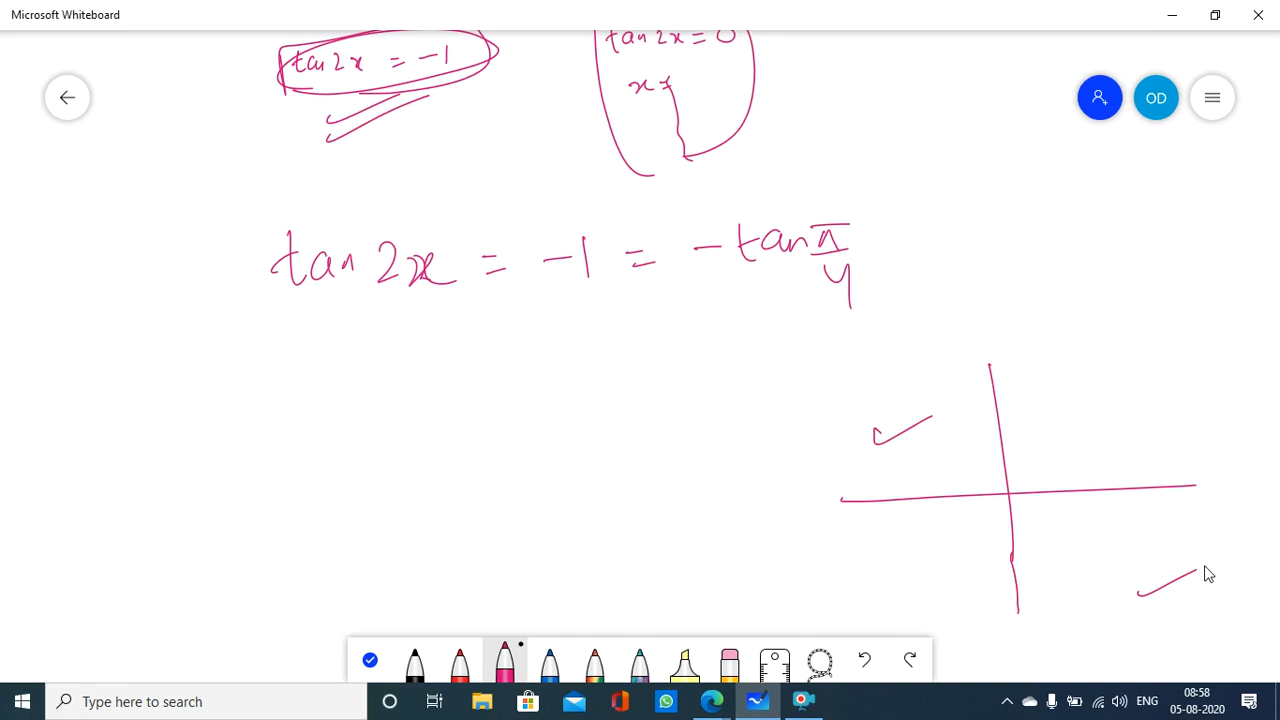 Microsoft Whiteboard
tan 2x = -1
tan 2x = 0
x =
OD
tan 2x = -1 = -tan π/4
Type here to search
ENG
08:58
05-08-2020